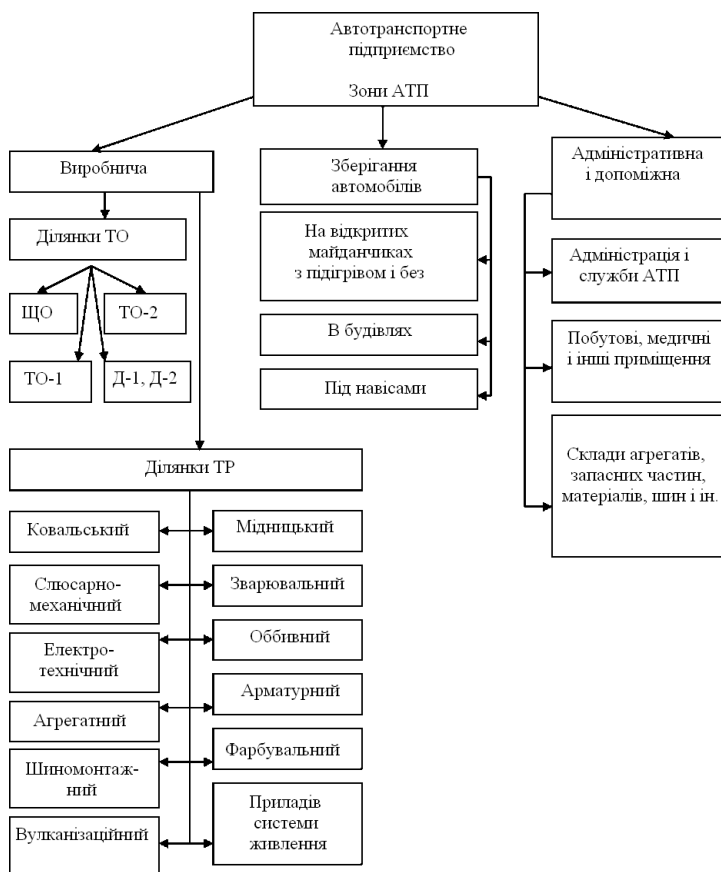 Автотранспортне
підприємство
Зони АТП
Виробнича
Ділянки ТО
ЩО
ТО-2
ТО-1
Д-1, Д-2
Зберігання
автомобілів
На відкритих
майданчиках
з підігрівом і без
В будівлях
Під навісами
Адміністративна
і допоміжна
Адміністрація і
служби АТП
Побутові, медичні
і інші приміщення
Склади агрегатів,
запасних частин,
матеріалів, шин і ін.
Ділянки ТР
Ковальський
Мідницький
Слюсарно-
механічний
Зварювальний
Електро-
технічний
Оббивний
Агрегатний
Арматурний
Шиномонтаж-
ний
Фарбувальний
Вулканізаційний
Приладів
системи
живлення